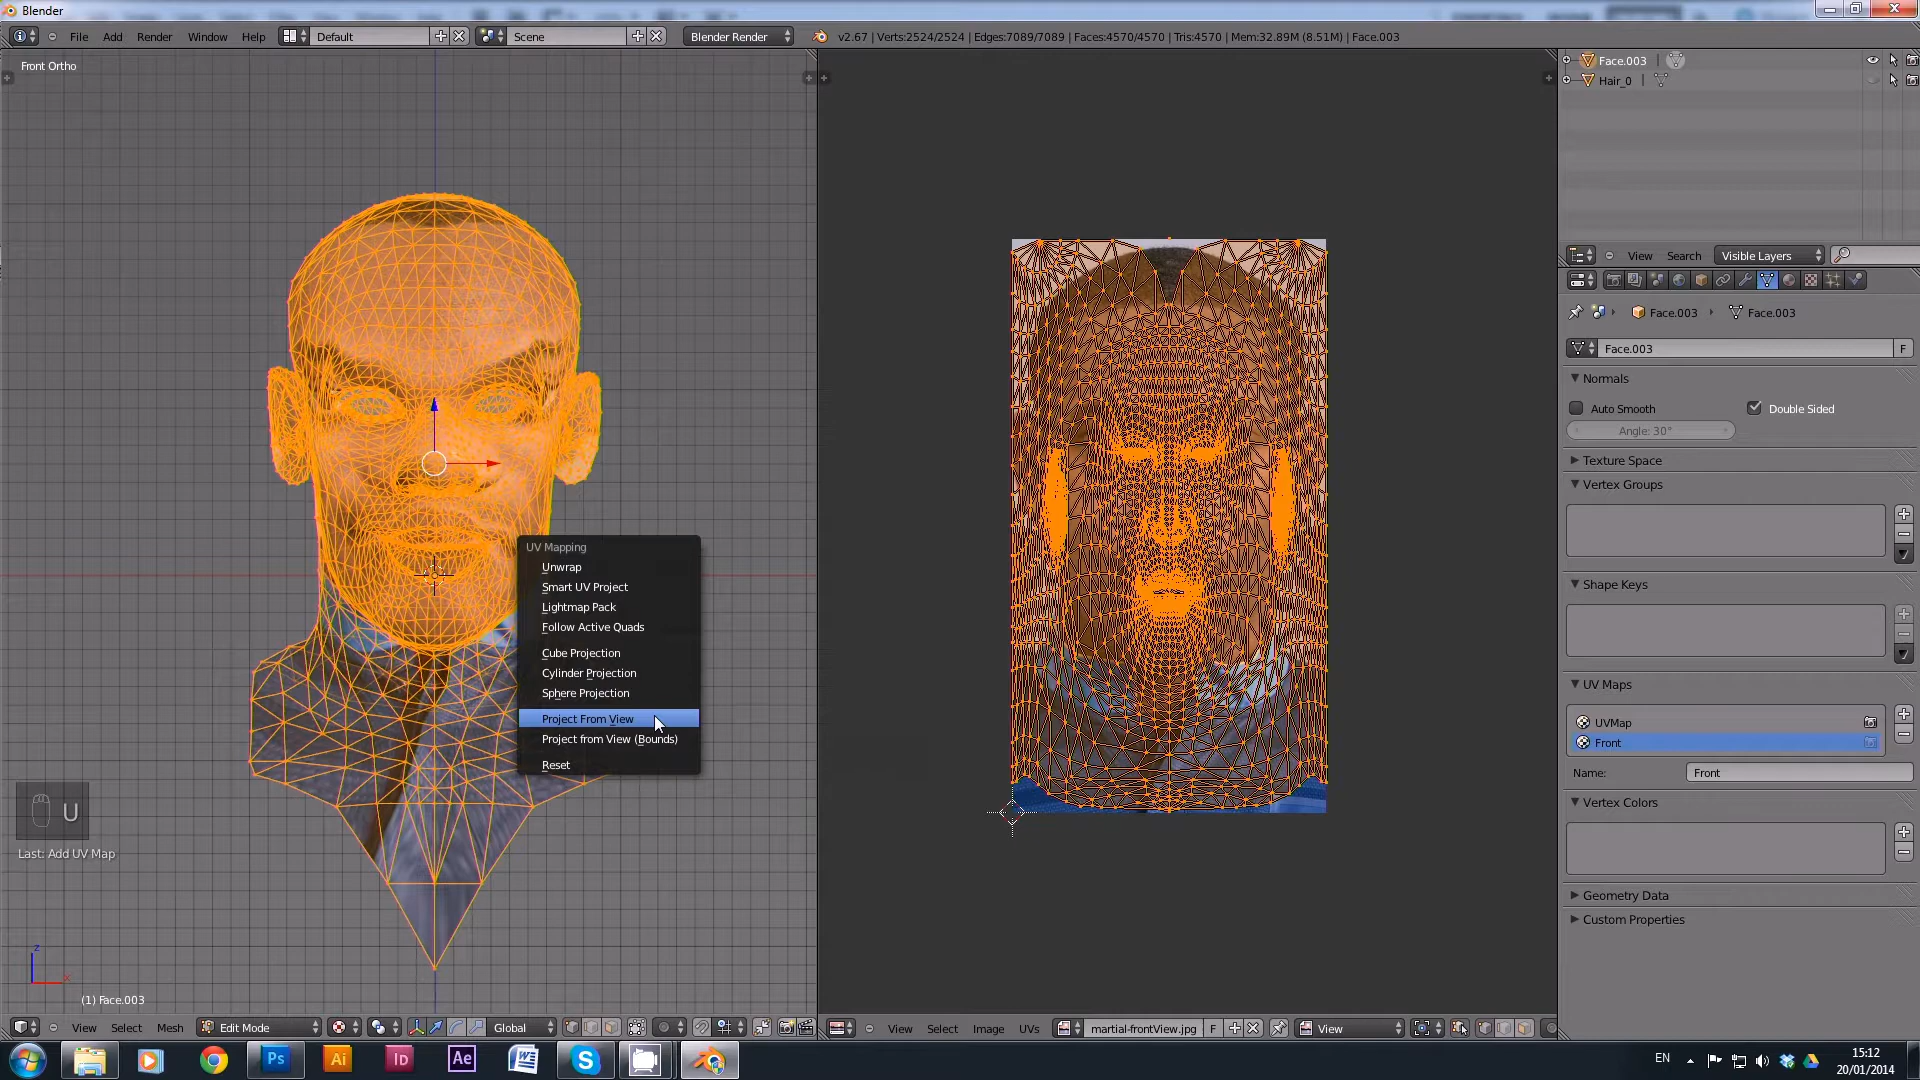 Blender
File Add Render Window Help Default Scene Blender Render v2.67 | Verts:2524/2524 | Edges:7089/7089 | Faces:4570/4570 | Tris:4570 | Mem:32.89M (8.51M) | Face.003
Front Ortho
Face.003
Hair_0
View Search Visible Layers
Face.003 Face.003
Face.003 F
Normals
Auto Smooth Double Sided
Angle: 30°
Texture Space
Vertex Groups
Shape Keys
UV Maps
UVMap
Front
Name: Front
Vertex Colors
Geometry Data
Custom Properties
UV Mapping
Unwrap
Smart UV Project
Lightmap Pack
Follow Active Quads
Cube Projection
Cylinder Projection
Sphere Projection
Project From View
Project from View (Bounds)
Reset
U
Last: Add UV Map
z
x
(1) Face.003
View Select Mesh Edit Mode Global
View Select Image UVs martial-frontView.jpg F View
Ps Ai Id Ae W S
EN
15:12
20/01/2014